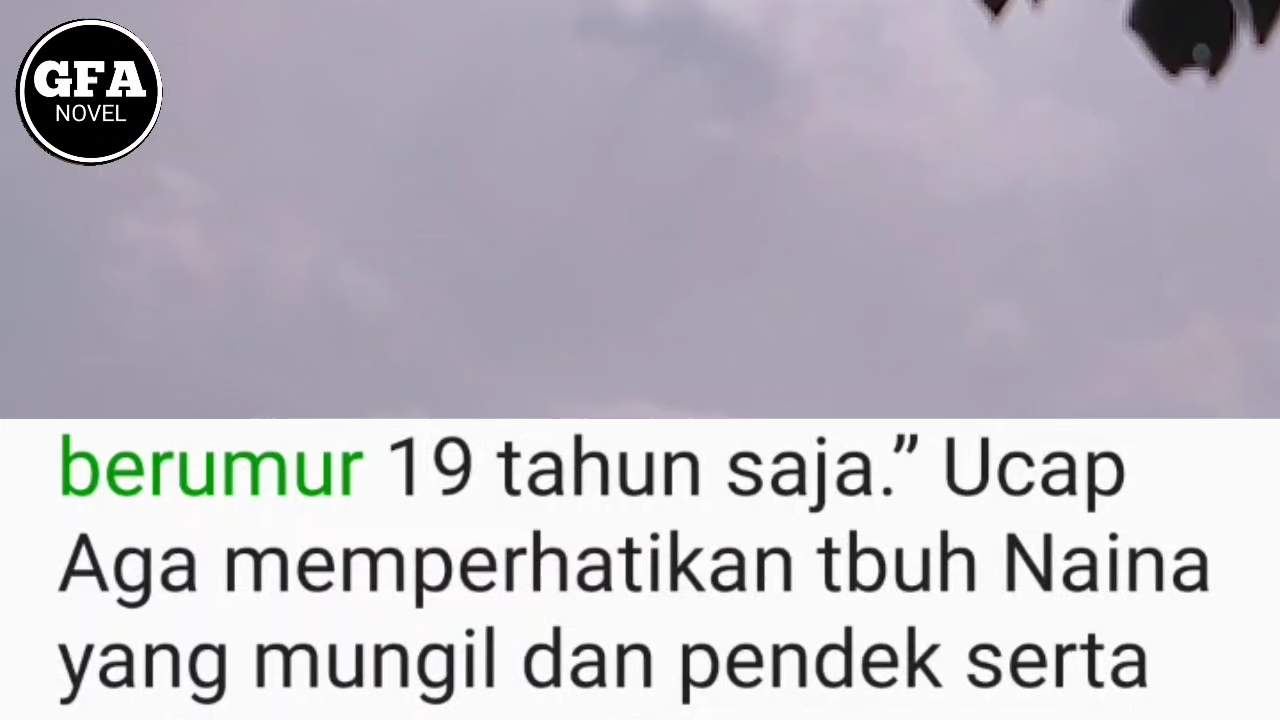 GFA
NOVEL
berumur 19 tahun saja.” Ucap
Aga memperhatikan tbuh Naina
yang mungil dan pendek serta